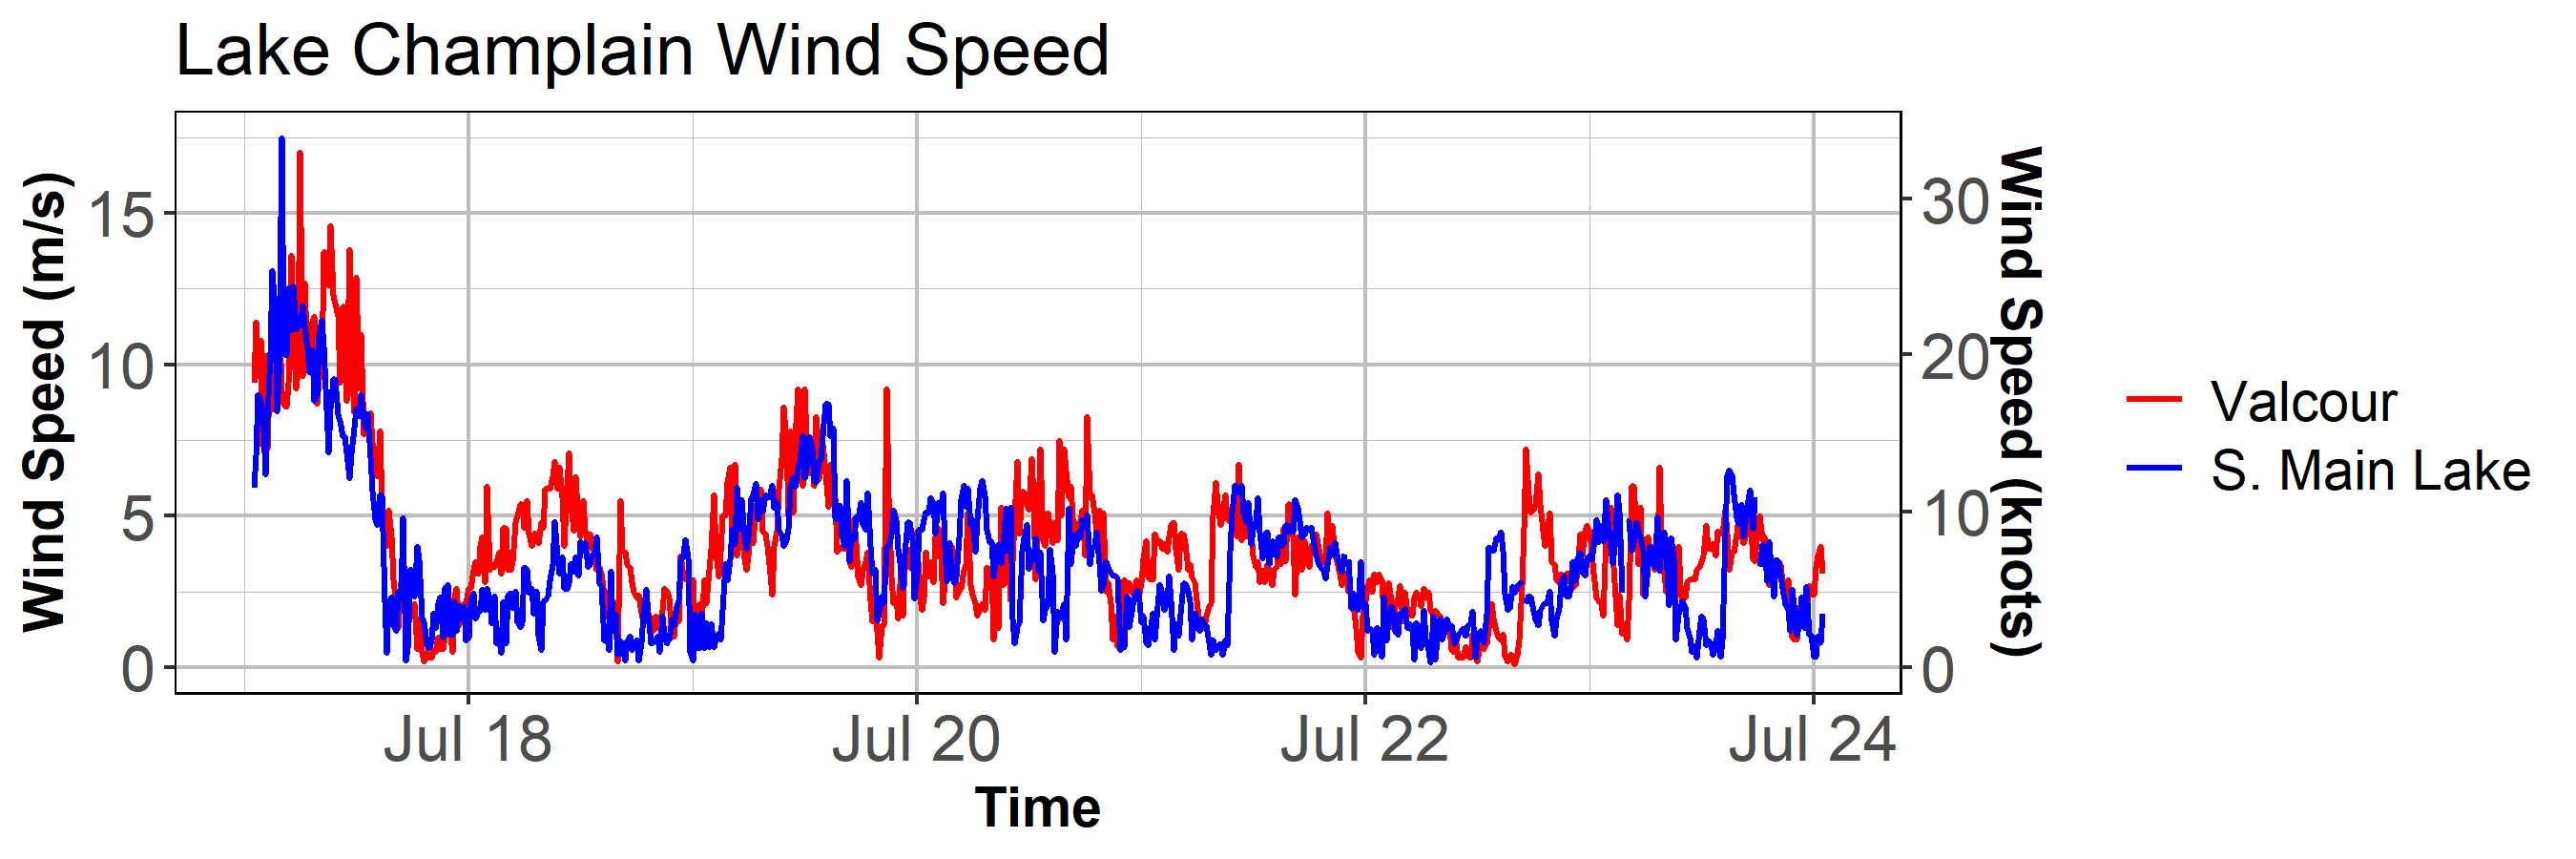 Lake Champlain Wind Speed
Wind Speed (m/s)
15
10
5
0
30
20
10
0
Wind Speed (knots)
Jul 18
Jul 20
Jul 22
Jul 24
Time
Valcour
S. Main Lake